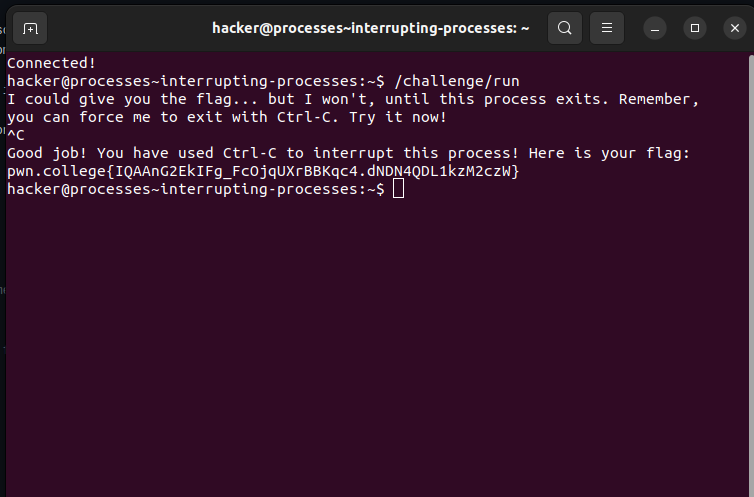 hacker@processes~interrupting-processes: ~
Connected!
hacker@processes~interrupting-processes:~$ /challenge/run
I could give you the flag... but I won't, until this process exits. Remember,
you can force me to exit with Ctrl-C. Try it now!
^C
Good job! You have used Ctrl-C to interrupt this process! Here is your flag:
pwn.college{IQAAnG2EkIFg_FcOjqUXrBBKqc4.dNDN4QDL1kzM2czW}
hacker@processes~interrupting-processes:~$